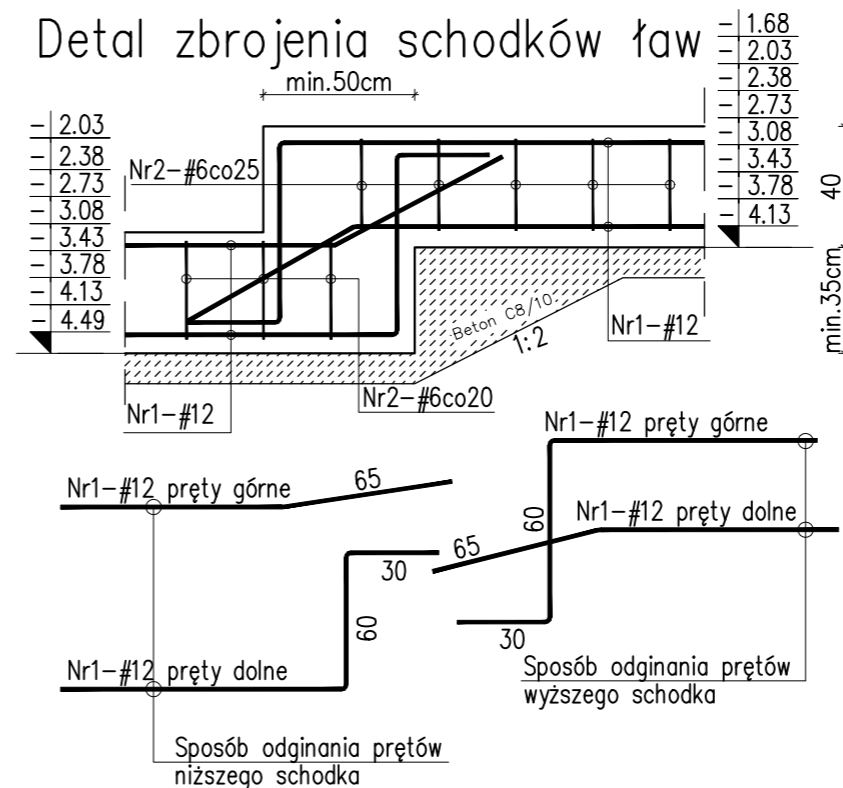 Detal zbrojenia schodków ław
min.50cm
- 2.03
- 2.38
- 2.73
- 3.08
- 3.43
- 3.78
- 4.13
- 4.49
- 1.68
- 2.03
- 2.38
- 2.73
- 3.08
- 3.43
- 3.78
- 4.13
Nr2-#6co25
40
min.35cm
Beton C8/10
1:2
Nr1-#12
Nr1-#12
Nr2-#6co20
Nr1-#12 pręty górne
65
Nr1-#12 pręty górne
60
Nr1-#12 pręty dolne
65
30
60
30
Nr1-#12 pręty dolne
Sposób odginania prętów
wyższego schodka
Sposób odginania prętów
niższego schodka